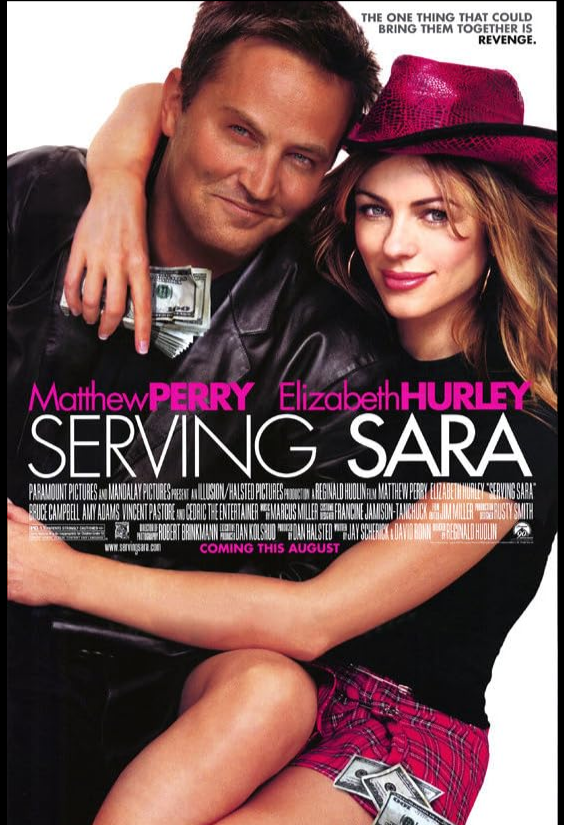 THE ONE THING THAT COULD
BRING THEM TOGETHER IS
REVENGE.
100
MatthewPERRY ElizabethHURLEY
SERVING SARA
PARAMOUNT PICTURES AND MANDALAY PICTURES PRESENT AN ILLUSION/HALSTED PICTURES PRODUCTION A REGINALD HUDLIN FILM MATTHEW PERRY ELIZABETH HURLEY "SERVING SARA"
BRUCE CAMPBELL AMY ADAMS VINCENT PASTORE AND CEDRIC THE ENTERTAINER MARCUS MILLER FRANCINE JAMISON-TANCHUCK JIM MILLER RUSTY SMITH
ROBERT BRINKMANN DAN KOLSRUD DAN HALSTED JAY SCHERICK & DAVID RONN REGINALD HUDLIN
www.servingsara.com COMING THIS AUGUST